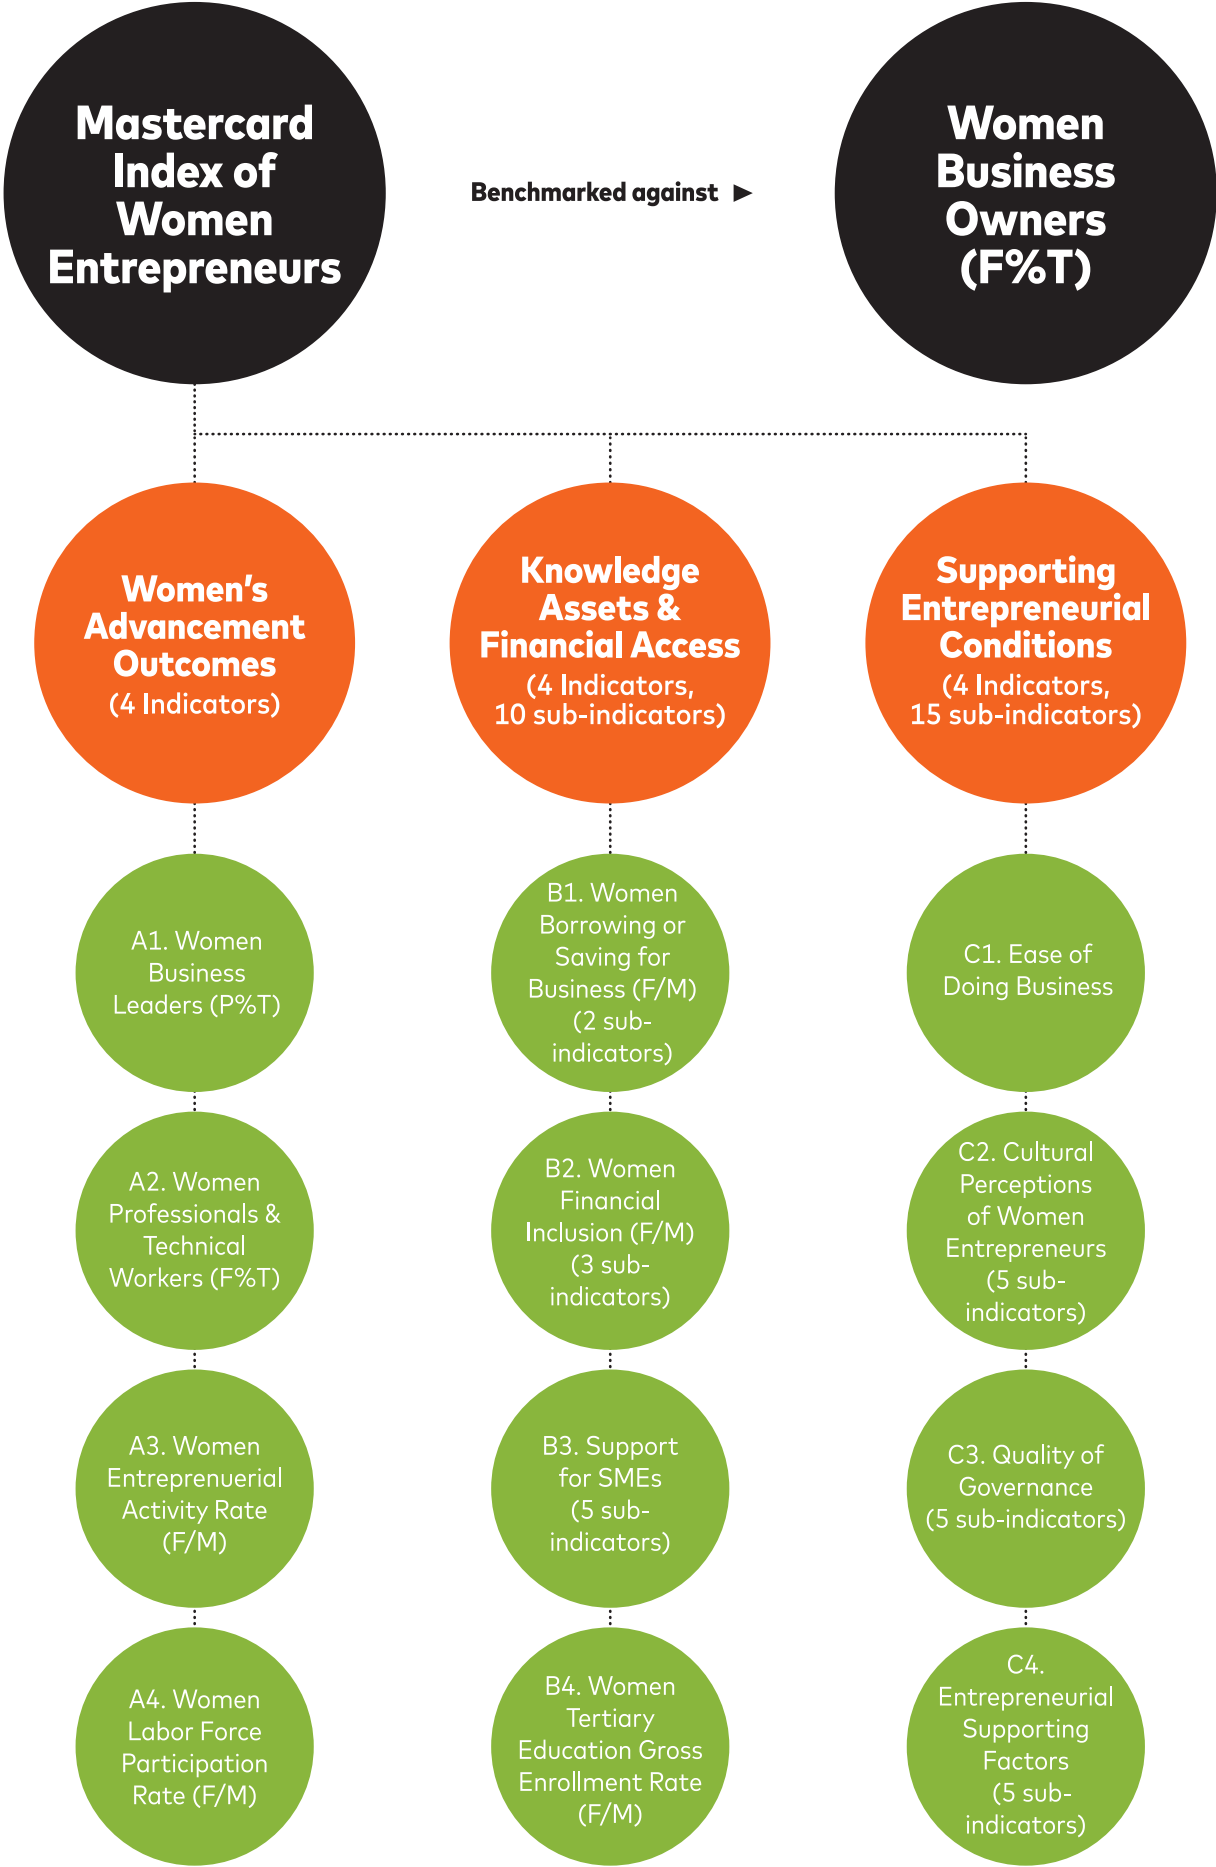 Mastercard
Index of
Women
Entrepreneurs
Benchmarked against ►
Women
Business
Owners
(F%T)
Women’s
Advancement
Outcomes
(4 Indicators)
Knowledge
Assets &
Financial Access
(4 Indicators,
10 sub-indicators)
Supporting
Entrepreneurial
Conditions
(4 Indicators,
15 sub-indicators)
A1. Women
Business
Leaders (P%T)
B1. Women
Borrowing or
Saving for
Business (F/M)
(2 sub-
indicators)
C1. Ease of
Doing Business
A2. Women
Professionals &
Technical
Workers (F%T)
B2. Women
Financial
Inclusion (F/M)
(3 sub-
indicators)
C2. Cultural
Perceptions
of Women
Entrepreneurs
(5 sub-
indicators)
A3. Women
Entreprenuerial
Activity Rate
(F/M)
B3. Support
for SMEs
(5 sub-
indicators)
C3. Quality of
Governance
(5 sub-indicators)
A4. Women
Labor Force
Participation
Rate (F/M)
B4. Women
Tertiary
Education Gross
Enrollment Rate
(F/M)
C4.
Entrepreneurial
Supporting
Factors
(5 sub-
indicators)